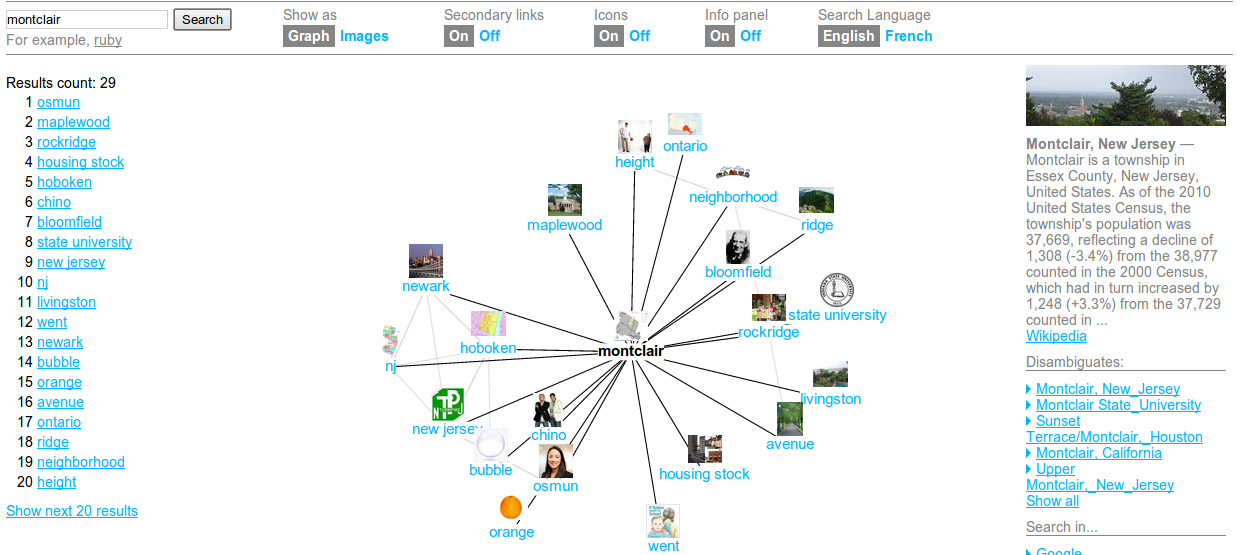 montclair
Search
For example, ruby
Show as
Graph Images
Secondary links
On Off
Icons
On Off
Info panel
On Off
Search Language
English French
Results count: 29
1 osmun
2 maplewood
3 rockridge
4 housing stock
5 hoboken
6 chino
7 bloomfield
8 state university
9 new jersey
10 nj
11 livingston
12 went
13 newark
14 bubble
15 orange
16 avenue
17 ontario
18 ridge
19 neighborhood
20 height
Show next 20 results
ontario
height
neighborhood
maplewood
ridge
bloomfield
newark
state university
rockridge
hoboken
montclair
nj
livingston
new jersey
chino
avenue
bubble
housing stock
osmun
orange
went
Montclair, New Jersey —
Montclair is a township in
Essex County, New Jersey,
United States. As of the 2010
United States Census, the
township's population was
37,669, reflecting a decline of
1,308 (-3.4%) from the 38,977
counted in the 2000 Census,
which had in turn increased by
1,248 (+3.3%) from the 37,729
counted in ...
Wikipedia
Disambiguates:
Montclair, New_Jersey
Montclair State_University
Sunset
Terrace/Montclair,_Houston
Montclair, California
Upper
Montclair,_New_Jersey
Show all
Search in...
Google